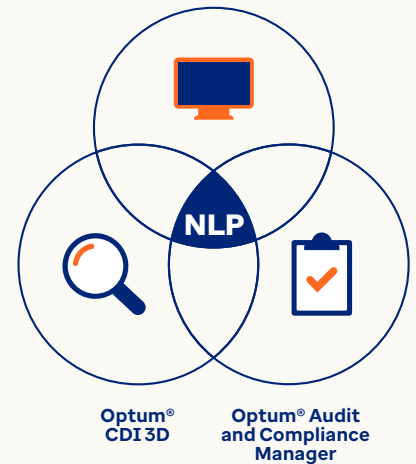 NLP
Optum®
CDI 3D
Optum® Audit
and Compliance
Manager